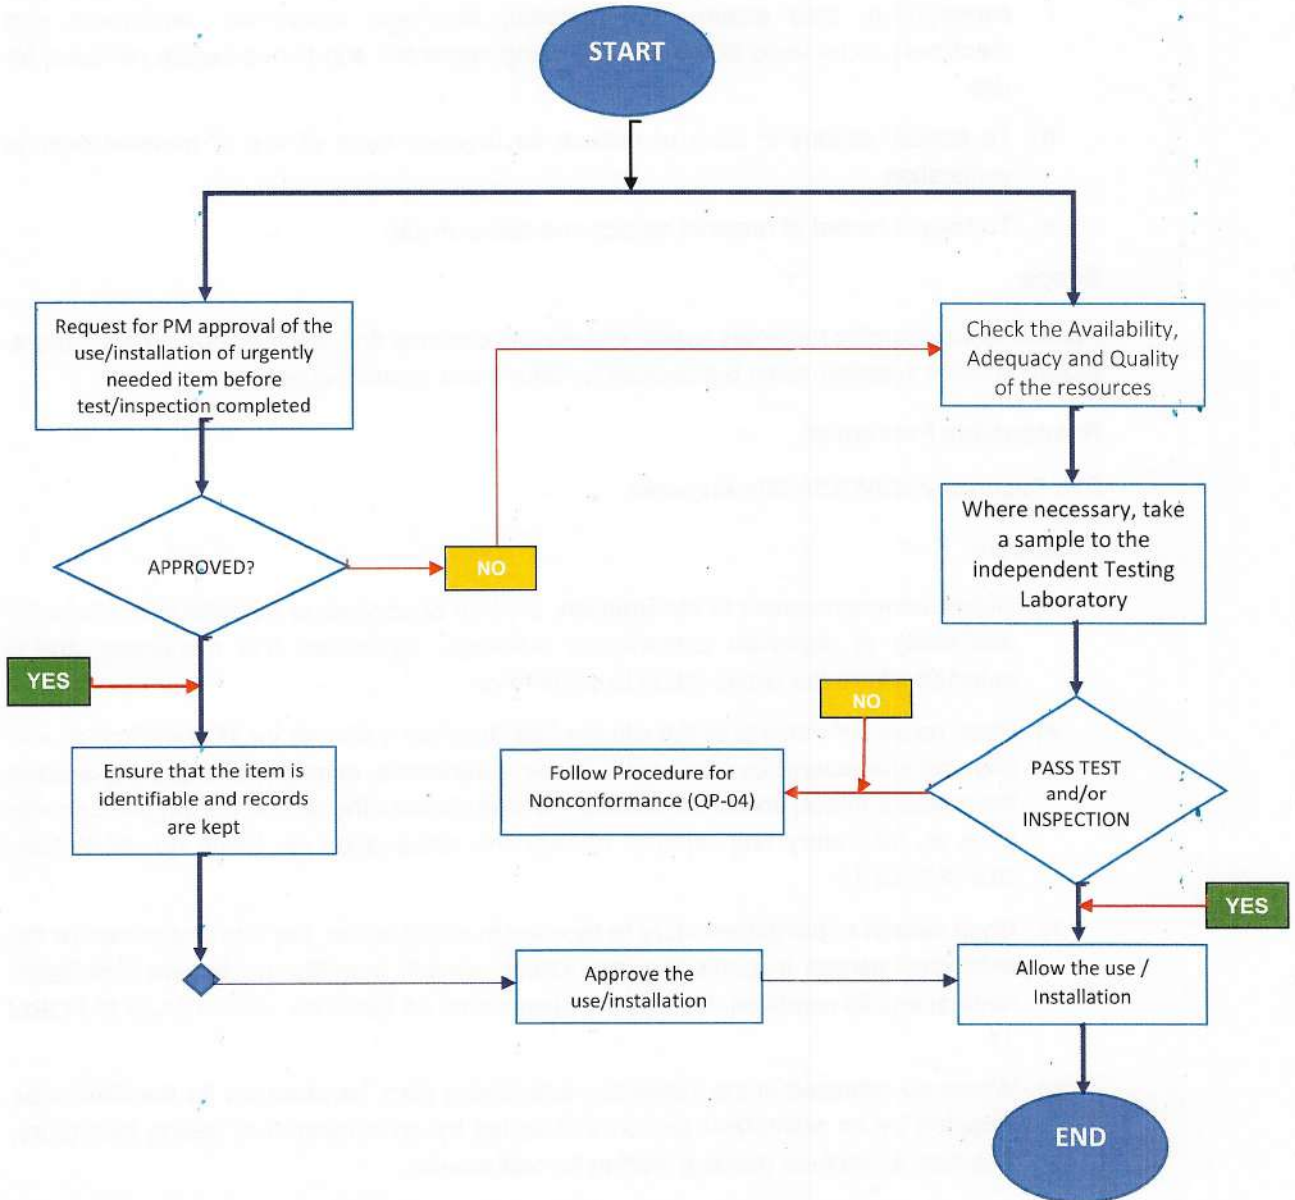 START
Request for PM approval of the
use/installation of urgently
needed item before
test/inspection completed
Check the Availability,
Adequacy and Quality
of the resources
APPROVED?
NO
Where necessary, take
a sample to the
independent Testing
Laboratory
YES
NO
Ensure that the item is
identifiable and records
are kept
Follow Procedure for
Nonconformance (QP-04)
PASS TEST
and/or
INSPECTION
YES
Approve the
use/installation
Allow the use /
Installation
END